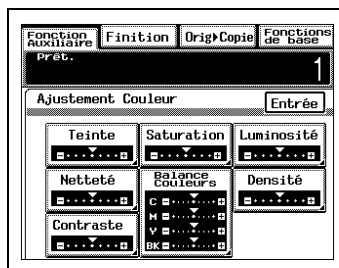 Fonction Auxiliaire
Finition
Orig▸Copie
Fonctions de base
Prêt.
1
Ajustement Couleur
Entrée
Teinte
Saturation
Luminosité
Netteté
Balance Couleurs
Densité
C
M
Y
BK
Contraste